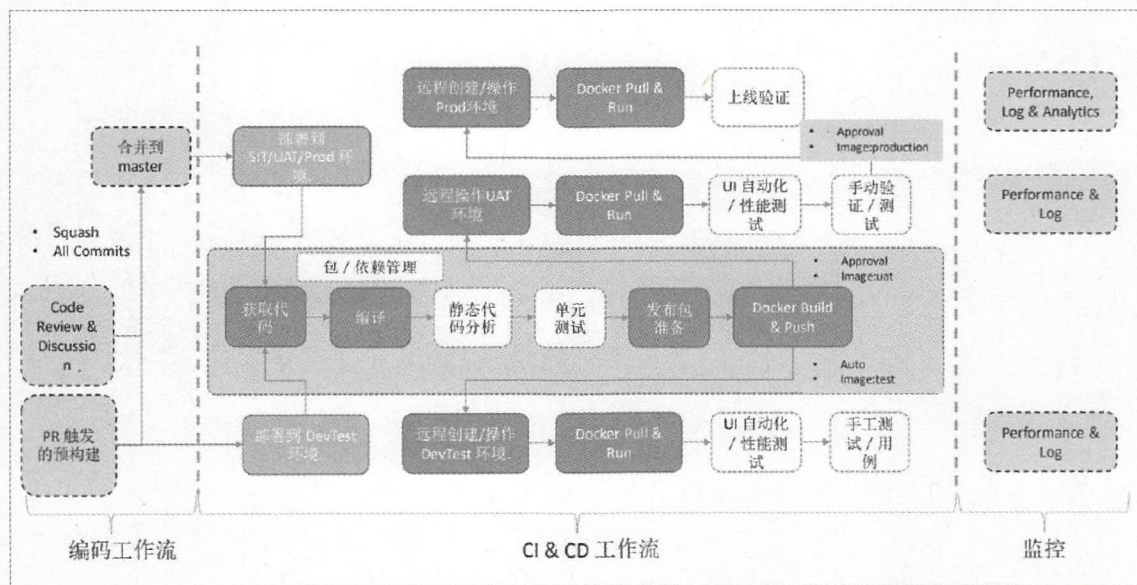 远程创建/操作
Prod环境
Docker Pull &
Run
上线验证
Performance,
Log & Analytics
合并到
master
部署到
SIT/UAT/Prod 环
境
• Approval
• Image:production
远程操作UAT
环境
Docker Pull &
Run
UI 自动化
/ 性能测
试
手动验
证 / 测
试
Performance &
Log
• Squash
• All Commits
包 / 依赖管理
• Approval
• Image:uat
Code
Review &
Discussio
n .
获取代
码
编译
静态代
码分析
单元
测试
发布包
准备
Docker Build
& Push
• Auto
• Image:test
PR 触发
的预构建
部署到 DevTest
环境
远程创建/操作
DevTest 环境.
Docker Pull &
Run
UI 自动化
/ 性能测
试
手工测
试 / 用
例
Performance &
Log
编码工作流
CI & CD 工作流
监控